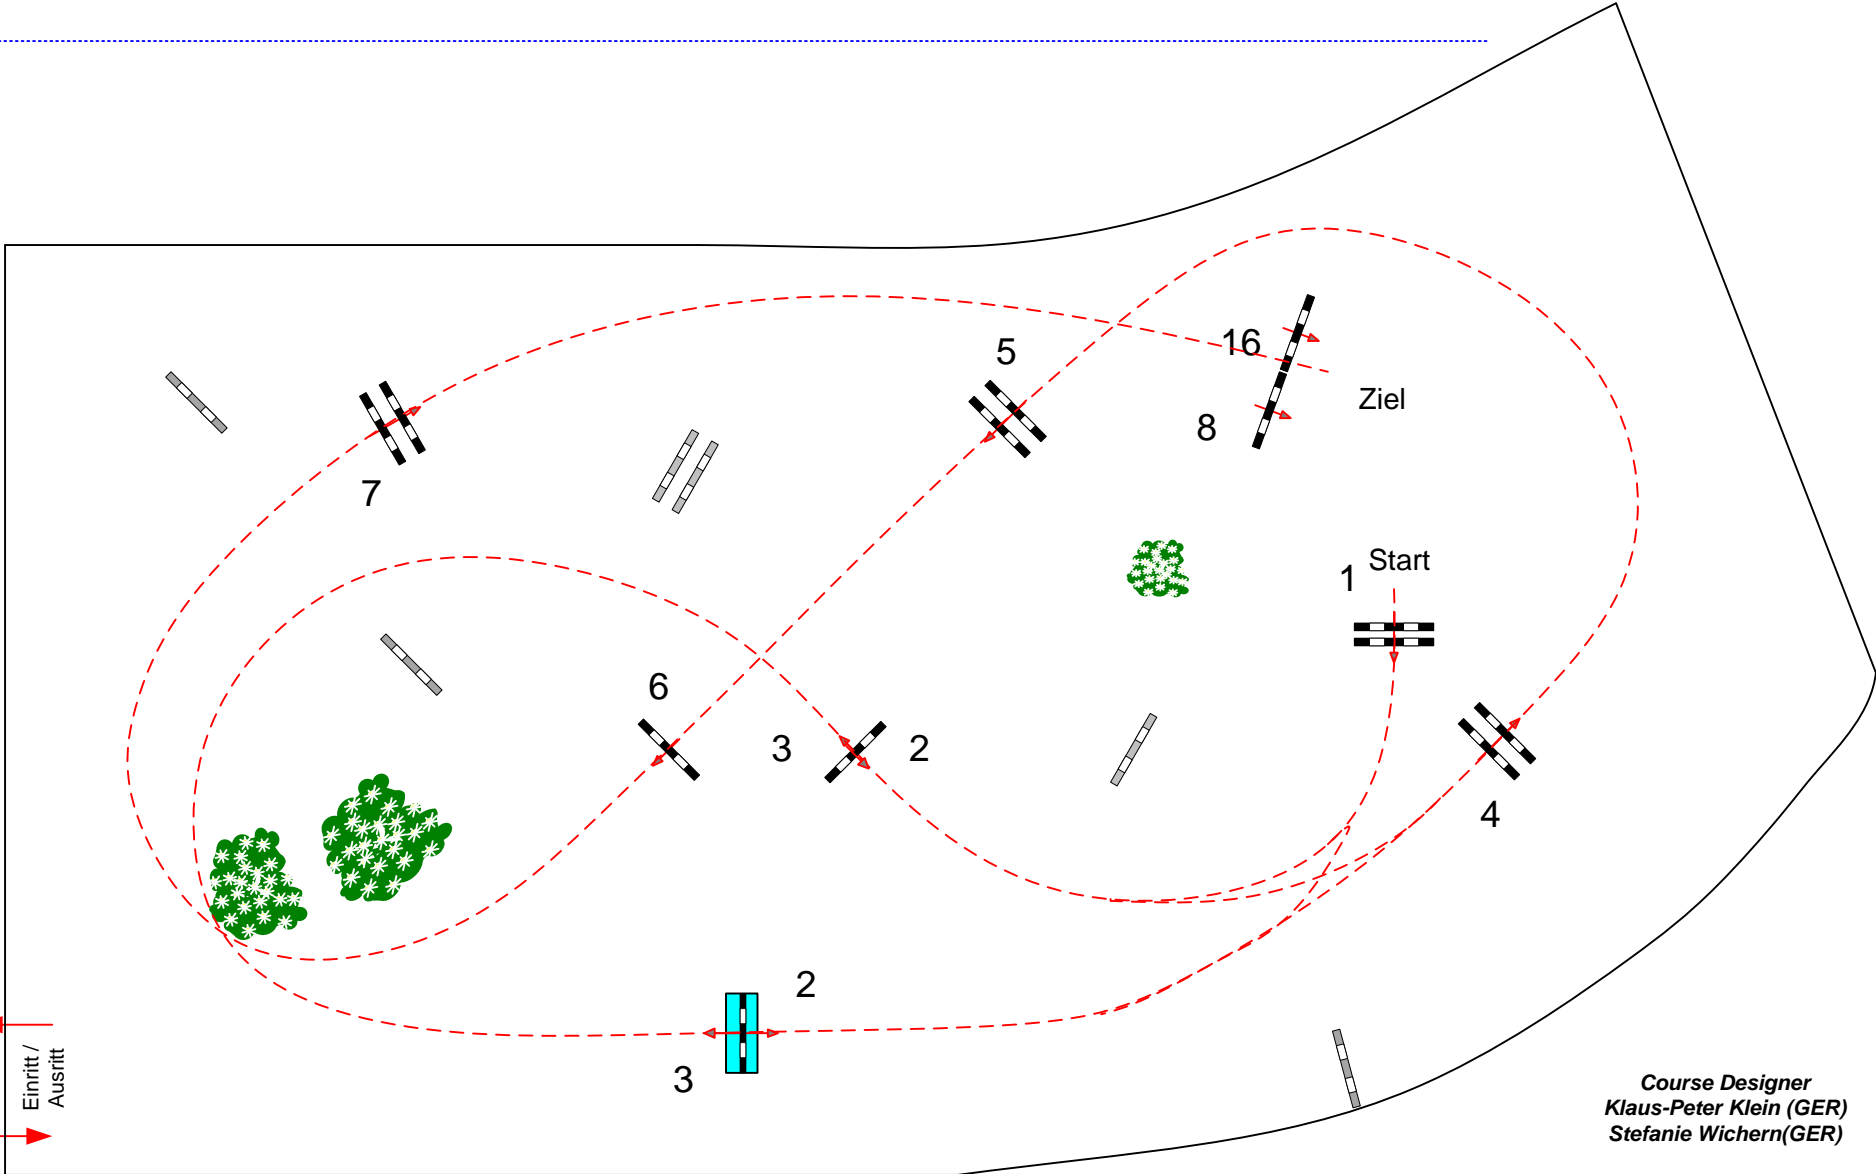 5
16
Ziel
8
7
Start
1
6
3
2
4
2
3
Einritt /
Ausritt
Course Designer
Klaus-Peter Klein (GER)
Stefanie Wichern(GER)